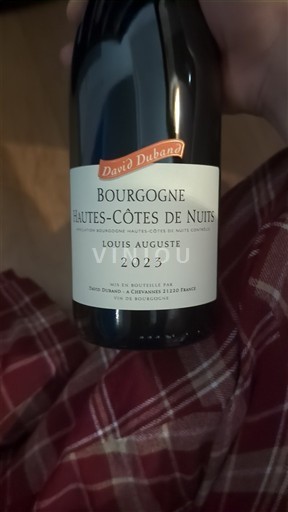 David Duband
BOURGOGNE
HAUTES-CÔTES DE NUITS
APPELLATION BOURGOGNE HAUTES-CÔTES DE NUITS CONTRÔLÉE
LOUIS AUGUSTE
VINIOU
2023
MIS EN BOUTEILLE PAR
DAVID DUBAND - A CHEVANNES 21220 FRANCE
VIN DE BOURGOGNE